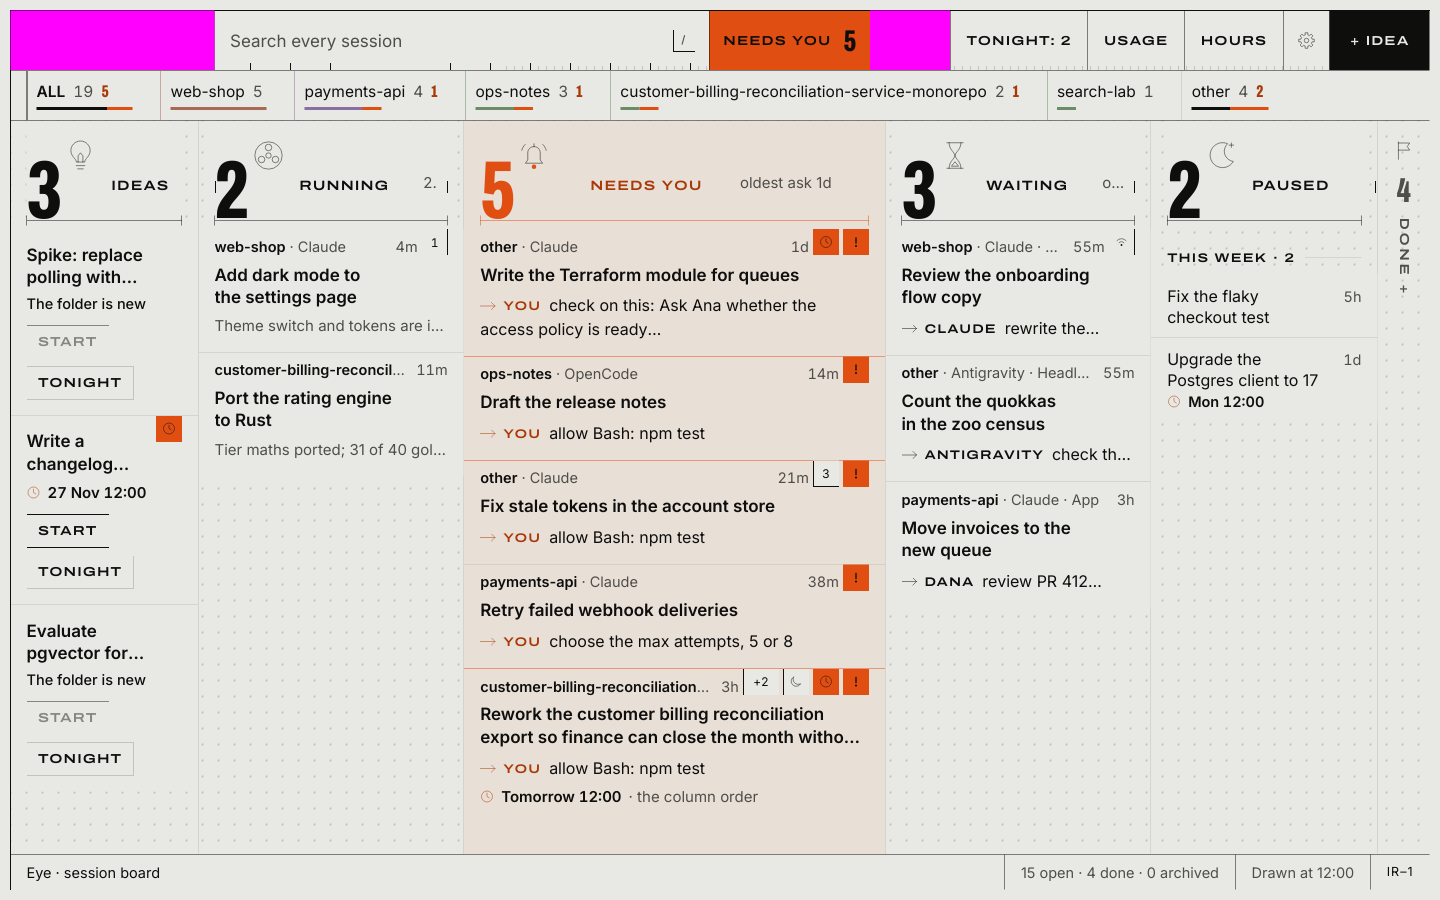 Search every session /
NEEDS YOU 5
TONIGHT: 2
USAGE
HOURS
+ IDEA
ALL 19 5
web-shop 5
payments-api 4 1
ops-notes 3 1
customer-billing-reconciliation-service-monorepo 2 1
search-lab 1
other 4 2
3 IDEAS
Spike: replace
polling with...
The folder is new
START
TONIGHT
Write a
changelog...
27 Nov 12:00
START
TONIGHT
Evaluate
pgvector for...
The folder is new
START
TONIGHT
2 RUNNING 2.
web-shop · Claude 4m 1
Add dark mode to
the settings page
Theme switch and tokens are i...
customer-billing-reconcil... 11m
Port the rating engine
to Rust
Tier maths ported; 31 of 40 gol...
5 NEEDS YOU oldest ask 1d
other · Claude 1d !
Write the Terraform module for queues
→ YOU check on this: Ask Ana whether the
access policy is ready...
ops-notes · OpenCode 14m !
Draft the release notes
→ YOU allow Bash: npm test
other · Claude 21m 3 !
Fix stale tokens in the account store
→ YOU allow Bash: npm test
payments-api · Claude 38m !
Retry failed webhook deliveries
→ YOU choose the max attempts, 5 or 8
customer-billing-reconciliation... 3h +2 !
Rework the customer billing reconciliation
export so finance can close the month witho...
→ YOU allow Bash: npm test
Tomorrow 12:00 · the column order
3 WAITING o...
web-shop · Claude · ... 55m
Review the onboarding
flow copy
→ CLAUDE rewrite the...
other · Antigravity · Headl... 55m
Count the quokkas
in the zoo census
→ ANTIGRAVITY check th...
payments-api · Claude · App 3h
Move invoices to the
new queue
→ DANA review PR 412...
2 PAUSED
THIS WEEK · 2
Fix the flaky 5h
checkout test
Upgrade the 1d
Postgres client to 17
Mon 12:00
4 DONE +
Eye · session board
15 open · 4 done · 0 archived
Drawn at 12:00
IR–1